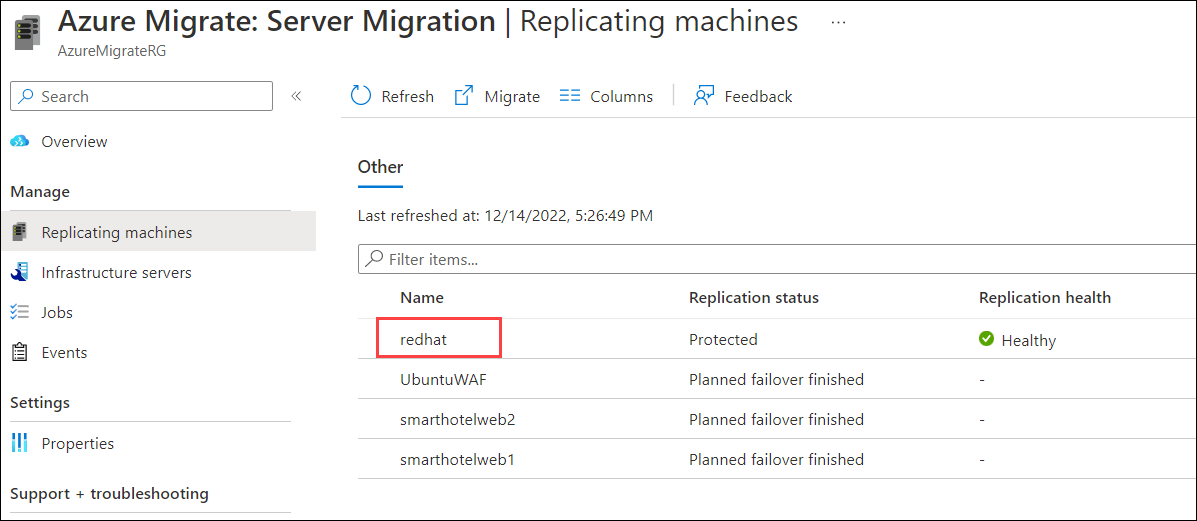 Azure Migrate: Server Migration | Replicating machines ...
AzureMigrateRG
Search «
Refresh Migrate Columns Feedback
Overview
Manage
Replicating machines
Infrastructure servers
Jobs
Events
Settings
Properties
Support + troubleshooting
Other
Last refreshed at: 12/14/2022, 5:26:49 PM
Filter items...
Name Replication status Replication health
redhat Protected Healthy
UbuntuWAF Planned failover finished -
smarthotelweb2 Planned failover finished -
smarthotelweb1 Planned failover finished -